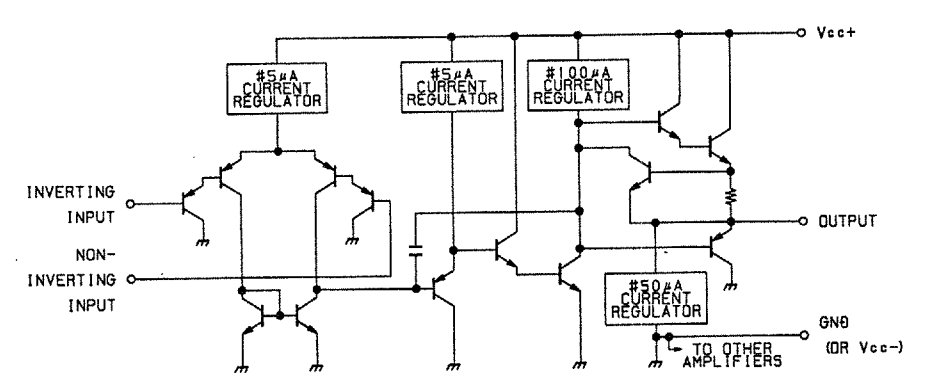 Vcc+
#5μA
CURRENT
REGULATOR
#5μA
CURRENT
REGULATOR
#100μA
CURRENT
REGULATOR
INVERTING
INPUT
NON-
INVERTING
INPUT
OUTPUT
#50μA
CURRENT
REGULATOR
GND
(OR Vcc-)
TO OTHER
AMPLIFIERS